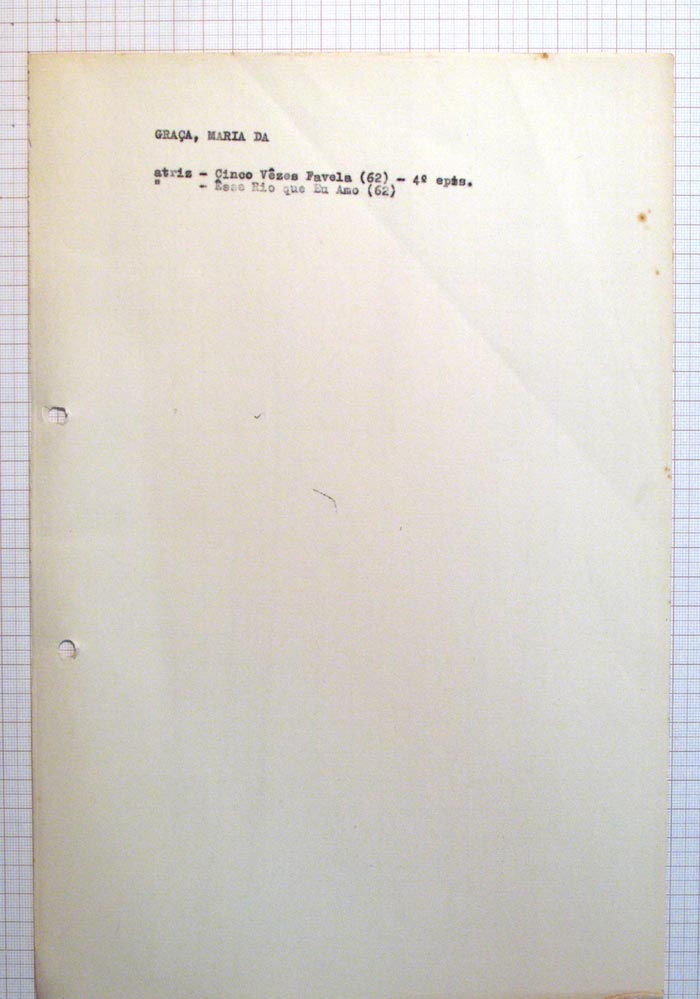 GRAÇA, MARIA DA
atriz - Cinco Vêzes Favela (62) - 4º epis.
" - Êsse Rio que Eu Amo (62)